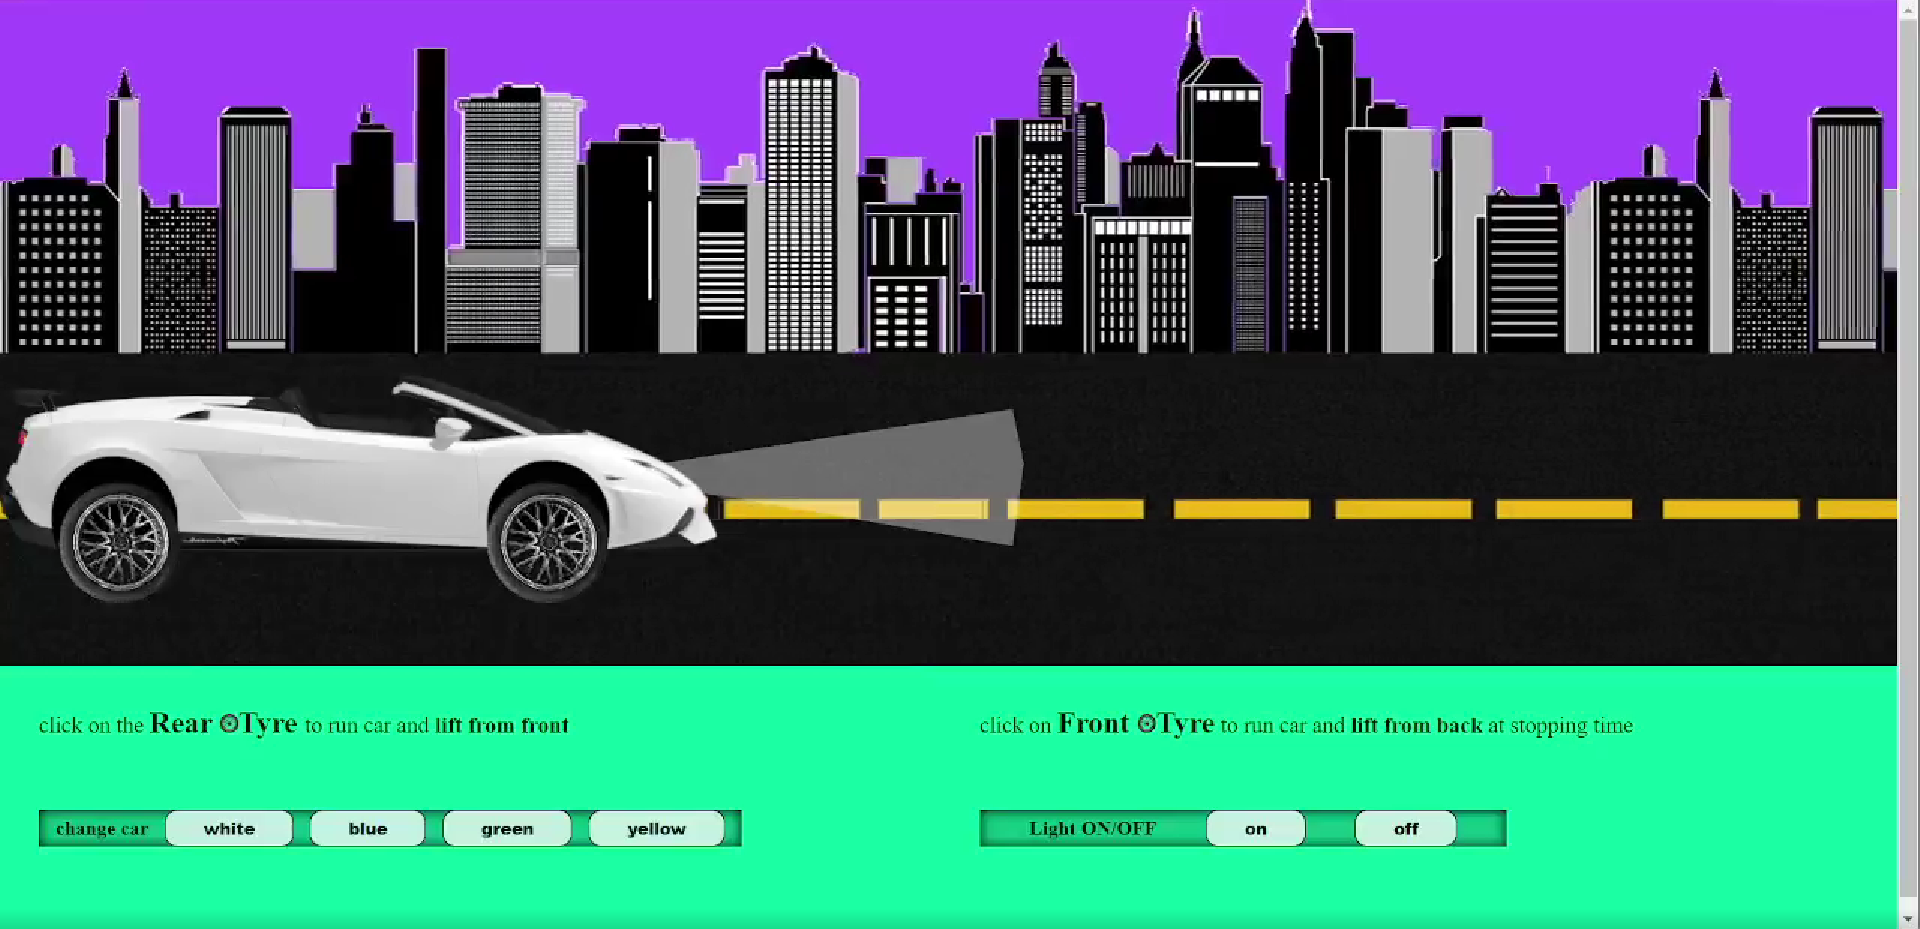 click on the Rear Tyre to run car and lift from front
click on Front Tyre to run car and lift from back at stopping time
change car white blue green yellow
Light ON/OFF on off